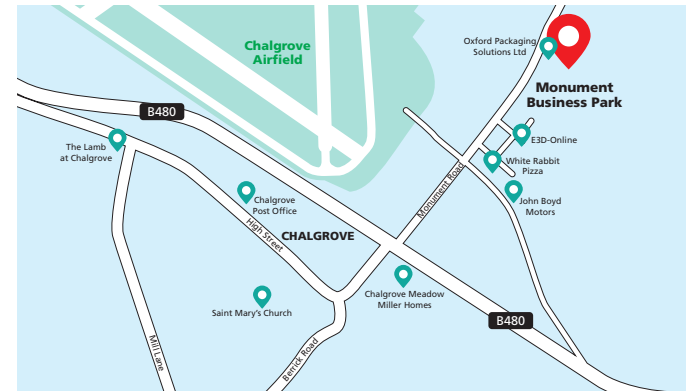 Oxford Packaging
Solutions Ltd
Chalgrove
Airfield
Monument
Business Park
B480
E3D-Online
The Lamb
at Chalgrove
White Rabbit
Pizza
Monument Road
Chalgrove
Post Office
John Boyd
Motors
High Street
CHALGROVE
Chalgrove Meadow
Miller Homes
Saint Mary's Church
B480
Mill Lane
Berrick Road